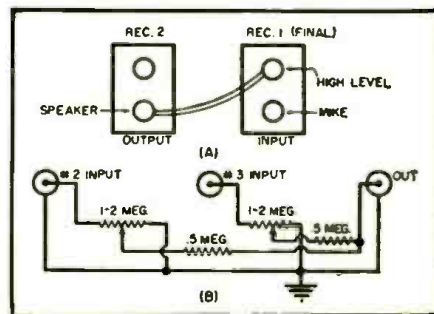 REC. 2 REC. 1 (FINAL)
HIGH LEVEL
SPEAKER MIKE
OUTPUT INPUT
(A)
#2 INPUT #3 INPUT OUT
1-2 MEG. 1-2 MEG.
.5 MEG. .5 MEG.
(B)